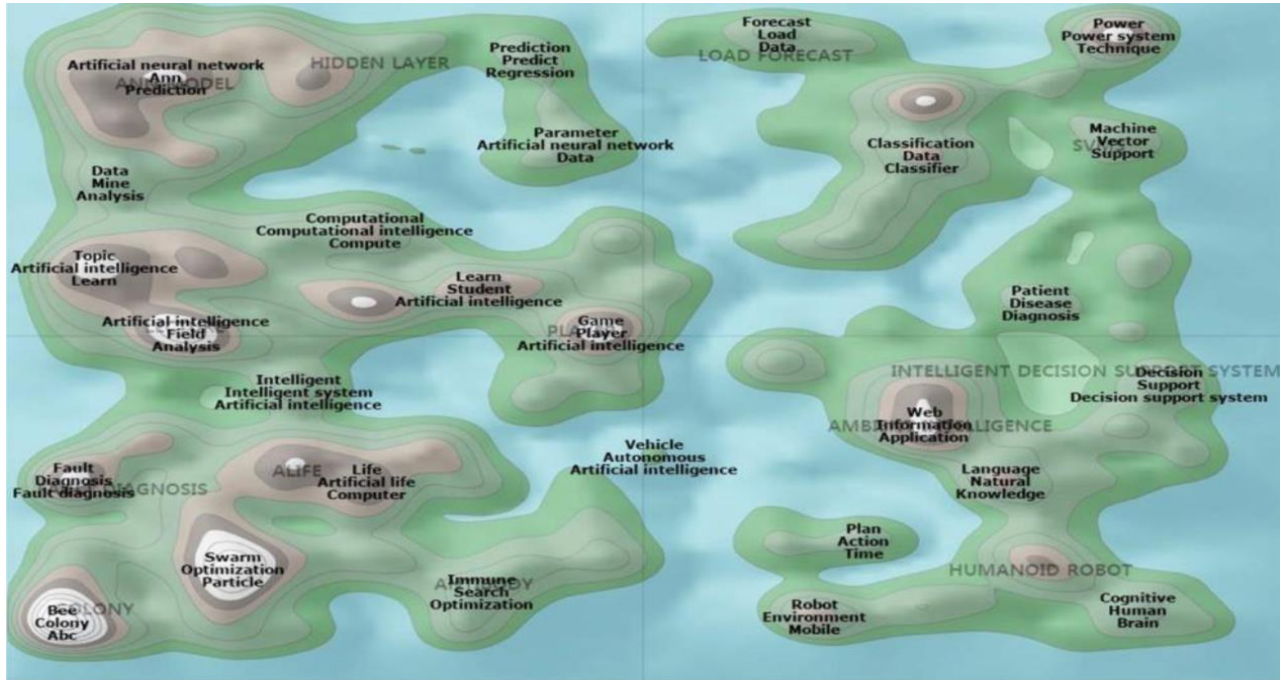 Artificial neural network
Ann
Prediction
HIDDEN LAYER
Prediction
Predict
Regression
Forecast
Load
Data
LOAD FORECAST
Power
Power system
Technique
Parameter
Artificial neural network
Data
Classification
Data
Classifier
Machine
Vector
Support
Data
Mine
Analysis
Computational
Computational intelligence
Compute
Topic
Artificial intelligence
Learn
Learn
Student
Artificial intelligence
Artificial intelligence
Field
Analysis
Game
Player
Artificial intelligence
Patient
Disease
Diagnosis
Intelligent
Intelligent system
Artificial intelligence
INTELLIGENT DECISION SUPPORT SYSTEM
Decision
Support
Decision support system
Web
Information
Application
Vehicle
Autonomous
Artificial intelligence
Fault
Diagnosis
Fault diagnosis
DIAGNOSIS
ALIFE
Life
Artificial life
Computer
Language
Natural
Knowledge
Swarm
Optimization
Particle
Plan
Action
Time
HUMANOID ROBOT
Immune
Search
Optimization
Bee
Colony
Abc
COLONY
Robot
Environment
Mobile
Cognitive
Human
Brain